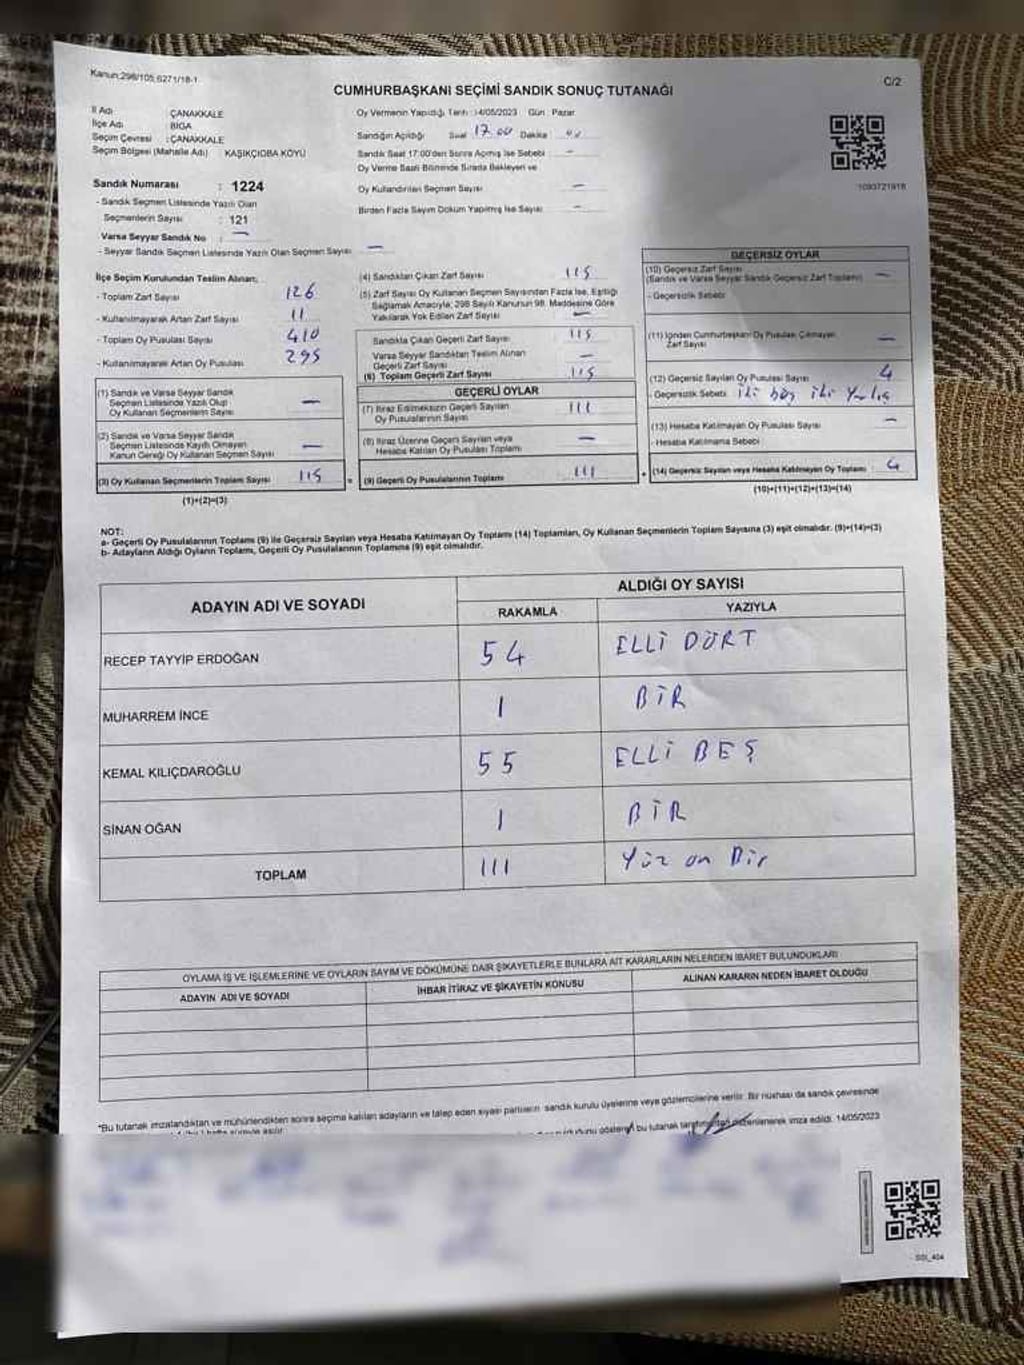 Kanun:298/105,6271/18-1
C/2
CUMHURBAŞKANI SEÇİMİ SANDIK SONUÇ TUTANAĞI
İl Adı ÇANAKKALE
İlçe Adı BİGA
Seçim Çevresi : ÇANAKKALE
Seçim Bölgesi (Mahalle Adı) : KAŞIKÇIOBA KÖYÜ
Oy Vermenin Yapıldığı Tarih :14/05/2023 Gün : Pazar
Sandığın Açıldığı Saat 17.00 Dakika
Sandık Saat 17:00'den Sonra Açılmış İse Sebebi : -
Oy Verme Saati Bitiminde Sırada Bekleyen ve
Oy Kullandırılan Seçmen Sayısı -
Birden Fazla Sayım Döküm Yapılmış İse Sayısı -
1093721918
Sandık Numarası : 1224
- Sandık Seçmen Listesinde Yazılı Olan
Seçmenlerin Sayısı : 121
Varsa Seyyar Sandık No : -
- Seyyar Sandık Seçmen Listesinde Yazılı Olan Seçmen Sayısı -
İlçe Seçim Kurulundan Teslim Alınan;
- Toplam Zarf Sayısı 126
- Kullanılmayarak Artan Zarf Sayısı 11
- Toplam Oy Pusulası Sayısı 410
- Kullanılmayarak Artan Oy Pusulası 295
(1) Sandık ve Varsa Seyyar Sandık
Seçmen Listesinde Yazılı Olup
Oy Kullanan Seçmenlerin Sayısı -
(2) Sandık ve Varsa Seyyar Sandık
Seçmen Listesinde Kayıtlı Olmayan
Kanun Gereği Oy Kullanan Seçmen Sayısı -
(3) Oy Kullanan Seçmenlerin Toplam Sayısı 115
(1)+(2)=(3)
(4) Sandıktan Çıkan Zarf Sayısı 115
(5) Zarf Sayısı Oy Kullanan Seçmen Sayısından Fazla İse, Eşitliği
Sağlamak Amacıyla; 298 Sayılı Kanunun 98. Maddesine Göre
Yakılarak Yok Edilen Zarf Sayısı -
Sandıkta Çıkan Geçerli Zarf Sayısı 115
Varsa Seyyar Sandıktan Teslim Alınan
Geçerli Zarf Sayısı -
(6) Toplam Geçerli Zarf Sayısı 115
GEÇERLİ OYLAR
(7) İtiraz Edilmeksizin Geçerli Sayılan
Oy Pusulasının Sayısı 111
(8) İtiraz Üzerine Geçerli Sayılan veya
Hesaba Katılan Oy Pusulası Toplamı -
= (9) Geçerli Oy Pusulalarının Toplamı 111 +
GEÇERSİZ OYLAR
(10) Geçersiz Zarf Sayısı
(Sandık ve Varsa Seyyar Sandık Geçersiz Zarf Toplamı) -
- Geçersizlik Sebebi
(11) İçinden Cumhurbaşkanı Oy Pusulası Çıkmayan
Zarf Sayısı -
(12) Geçersiz Sayılan Oy Pusulası Sayısı 4
- Geçersizlik Sebebi iki boş iki
(13) Hesaba Katılmayan Oy Pusulası Sayısı -
- Hesaba Katılmama Sebebi
(14) Geçersiz Sayılan veya Hesaba Katılmayan Oy Toplamı 4
(10)+(11)+(12)+(13)=(14)
NOT:
a- Geçerli Oy Pusulalarının Toplamı (9) ile Geçersiz Sayılan veya Hesaba Katılmayan Oy Toplamı (14) Toplamları, Oy Kullanan Seçmenlerin Toplam Sayısına (3) eşit olmalıdır. (9)+(14)=(3)
b- Adayların Aldığı Oyların Toplamı, Geçerli Oy Pusulalarının Toplamına (9) eşit olmalıdır.
ADAYIN ADI VE SOYADI
ALDIĞI OY SAYISI
RAKAMLA YAZIYLA
RECEP TAYYİP ERDOĞAN 54 ELLİ DÖRT
MUHARREM İNCE 1 BİR
KEMAL KILIÇDAROĞLU 55 ELLİ BEŞ
SİNAN OĞAN 1 BİR
TOPLAM 111 Yüz on Bir
OYLAMA İŞ VE İŞLEMLERİNE VE OYLARIN SAYIM VE DÖKÜMÜNE DAİR ŞİKAYETLERLE BUNLARA AİT KARARLARIN NELERDEN İBARET BULUNDUKLARI
ADAYIN ADI VE SOYADI İHBAR İTİRAZ VE ŞİKAYETİN KONUSU ALINAN KARARIN NEDEN İBARET OLDUĞU
*Bu tutanak imzalandıktan ve mühürlendikten sonra seçime katılan adayların ve talep eden siyasi partilerin sandık kurulu üyelerine veya gözlemcilerine verilir. Bir nüshası da sandık çevresinde
bu tutanak düzenlenerek imza edildi. 14/05/2023